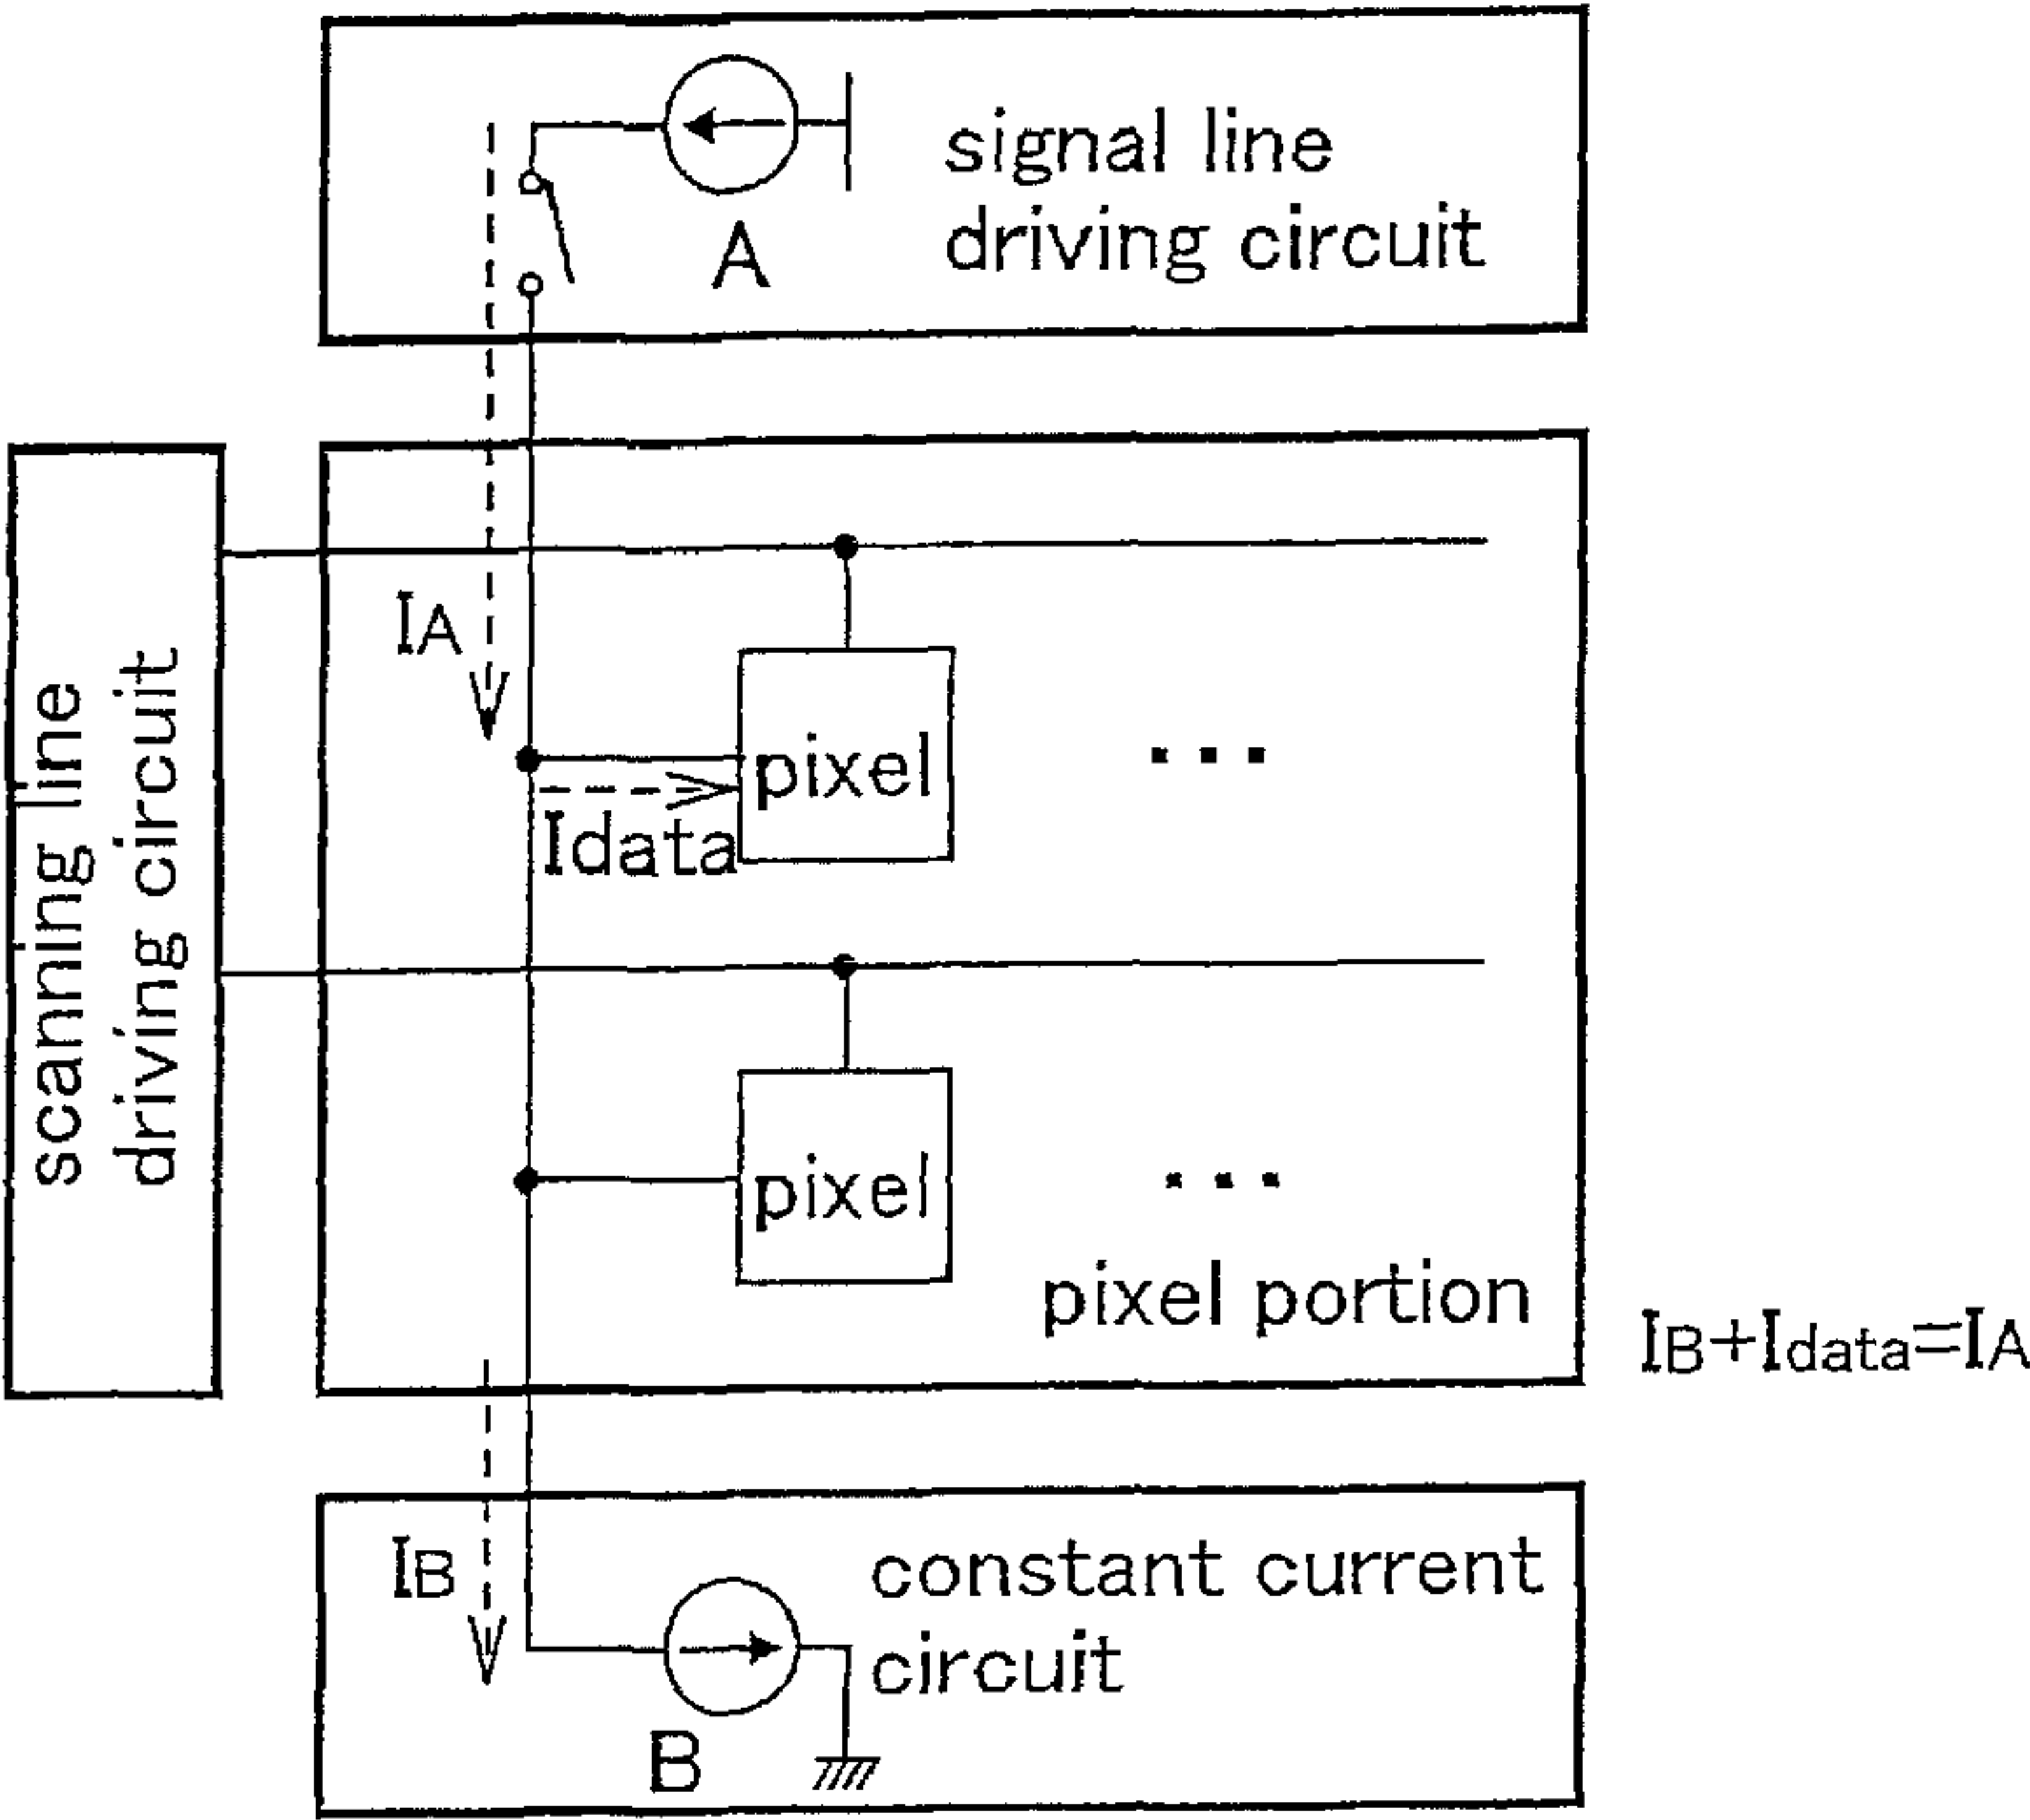 A
signal line
driving circuit
scanning line
driving circuit
IA
pixel
Idata
pixel
pixel portion
IB+Idata=IA
IB
constant current
circuit
B